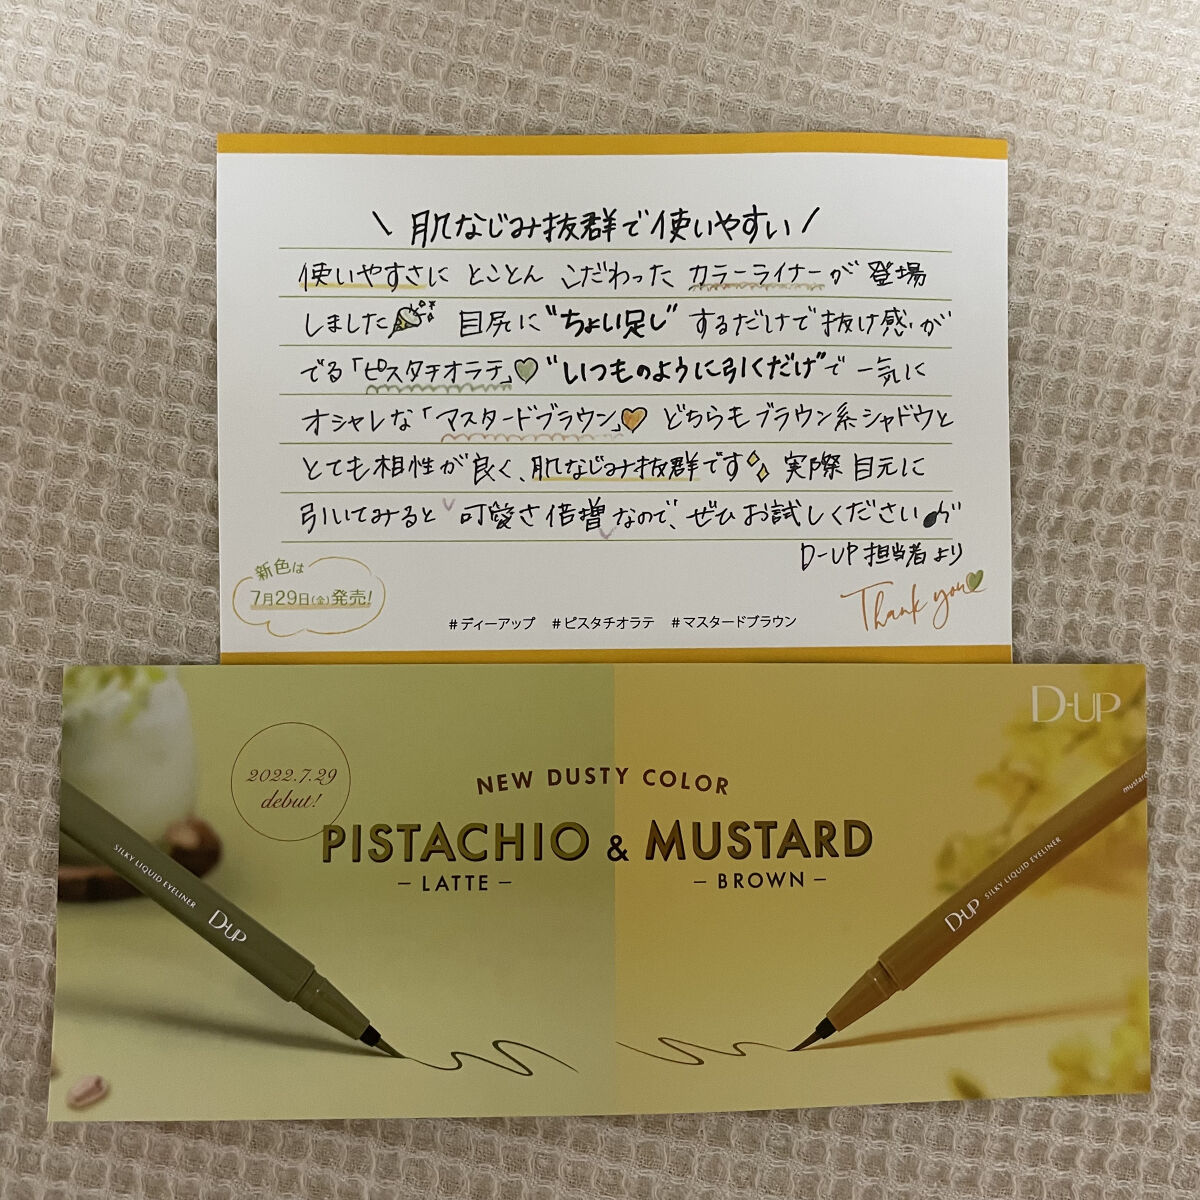 \ 肌なじみ抜群で使いやすい /
使いやすさに とことん こだわった カラーライナーが 登場
しました 目尻に"ちょい足し"するだけで抜け感が
でる「ピスタチオラテ」"いつものように引くだけ"で 一気に
オシャレな「マスタードブラウン」どちらもブラウン系シャドウと
とても相性が良く、肌なじみ抜群です 実際目元に
引いてみると 可愛さ倍増なので、ぜひお試しください
D-UP担当者より
新色は
7月29日(金)発売!
#ディーアップ #ピスタチオラテ #マスタードブラウン
Thank you
D-UP
2022.7.29
debut!
NEW DUSTY COLOR
PISTACHIO & MUSTARD
– LATTE – – BROWN –
SILKY LIQUID EYELINER D-UP
D-UP SILKY LIQUID EYELINER mustard